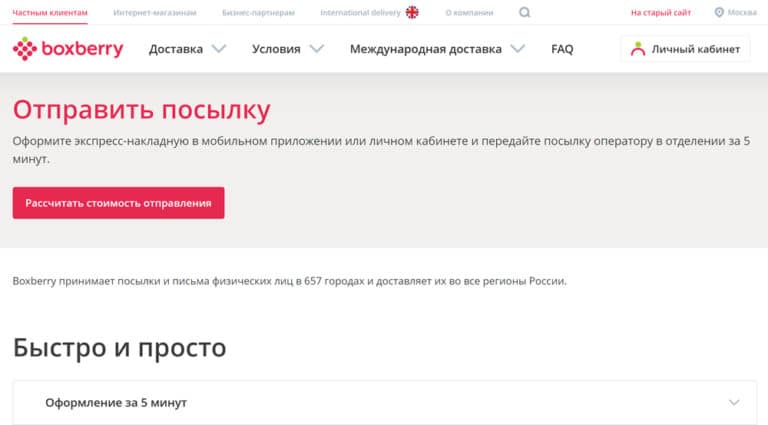 Частным клиентам Интернет-магазинам Бизнес-партнерам International delivery О компании На старый сайт Москва
boxberry Доставка Условия Международная доставка FAQ Личный кабинет
Отправить посылку
Оформите экспресс-накладную в мобильном приложении или личном кабинете и передайте посылку оператору в отделении за 5
минут.
Рассчитать стоимость отправления
Boxberry принимает посылки и письма физических лиц в 657 городах и доставляет их во все регионы России.
Быстро и просто
Оформление за 5 минут